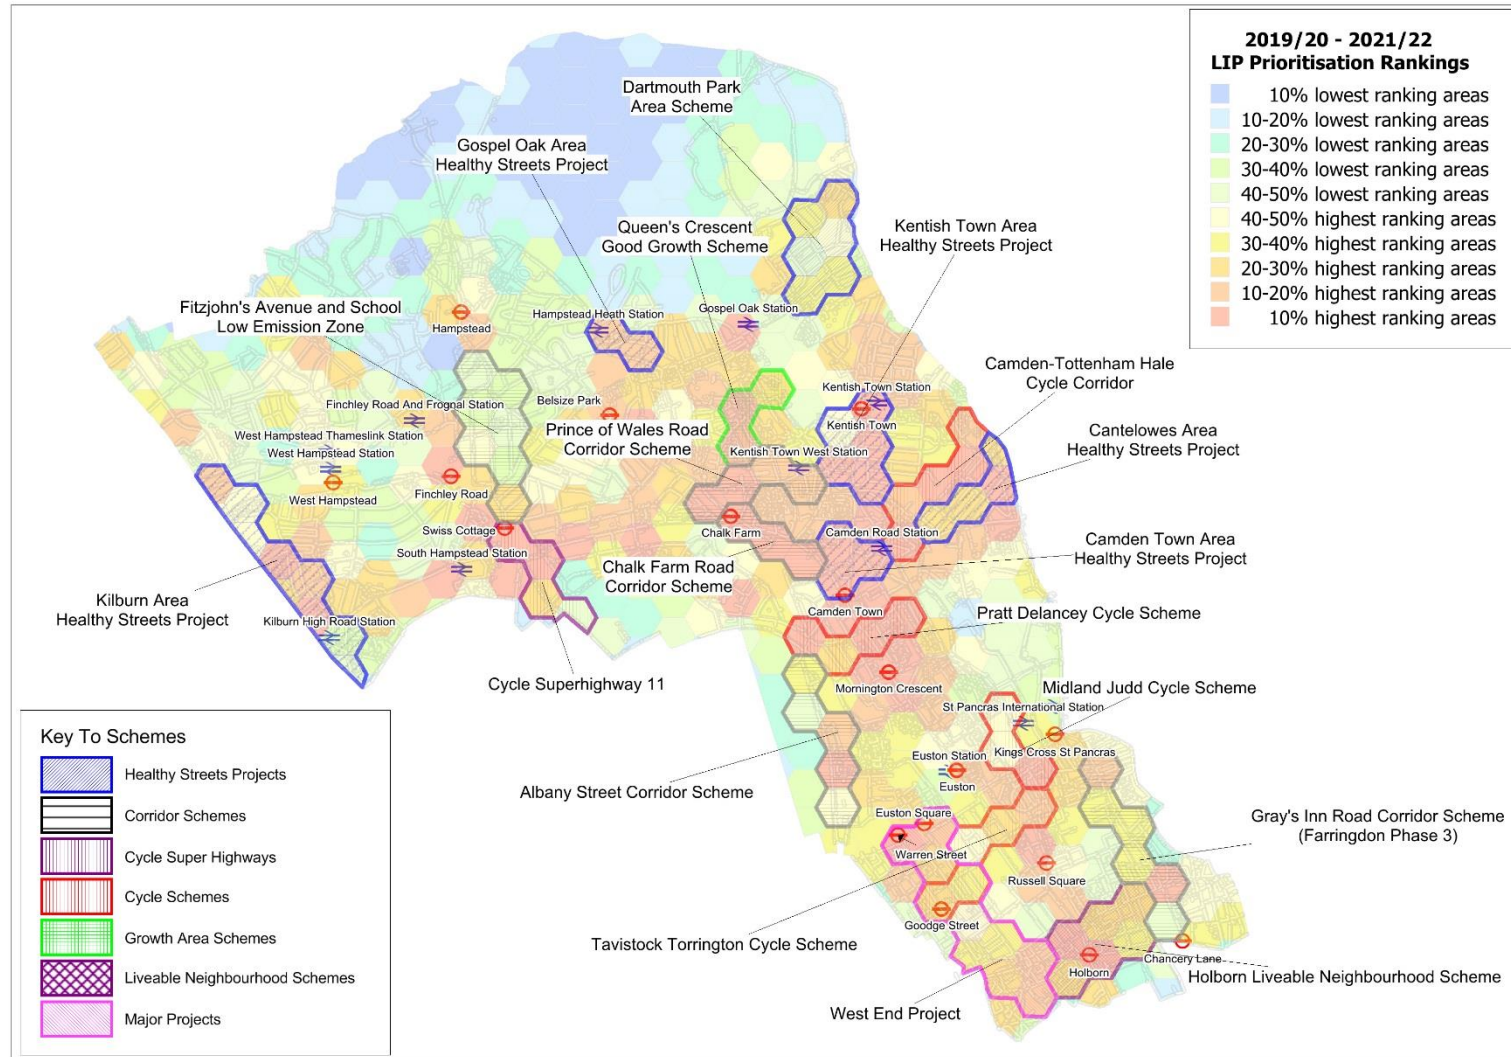 2019/20 - 2021/22
LIP Prioritisation Rankings
10% lowest ranking areas
10-20% lowest ranking areas
20-30% lowest ranking areas
30-40% lowest ranking areas
40-50% lowest ranking areas
40-50% highest ranking areas
30-40% highest ranking areas
20-30% highest ranking areas
10-20% highest ranking areas
10% highest ranking areas
Dartmouth Park
Area Scheme
Gospel Oak Area
Healthy Streets Project
Queen's Crescent
Good Growth Scheme
Kentish Town Area
Healthy Streets Project
Fitzjohn's Avenue and School
Low Emission Zone
Hampstead
Hampstead Heath Station
Gospel Oak Station
Camden-Tottenham Hale
Cycle Corridor
Kentish Town Station
Kentish Town
Finchley Road And Frognal Station
Belsize Park
Prince of Wales Road
Corridor Scheme
Cantelowes Area
Healthy Streets Project
West Hampstead Thameslink Station
West Hampstead Station
West Hampstead
Kentish Town West Station
Finchley Road
Swiss Cottage
South Hampstead Station
Chalk Farm
Camden Road Station
Camden Town Area
Healthy Streets Project
Chalk Farm Road
Corridor Scheme
Kilburn Area
Healthy Streets Project
Kilburn High Road Station
Camden Town
Pratt Delancey Cycle Scheme
Cycle Superhighway 11
Mornington Crescent
Midland Judd Cycle Scheme
St Pancras International Station
Kings Cross St Pancras
Euston Station
Euston
Albany Street Corridor Scheme
Euston Square
Warren Street
Gray's Inn Road Corridor Scheme
(Farringdon Phase 3)
Russell Square
Goodge Street
Tavistock Torrington Cycle Scheme
Chancery Lane
Holborn
Holborn Liveable Neighbourhood Scheme
West End Project
Key To Schemes
Healthy Streets Projects
Corridor Schemes
Cycle Super Highways
Cycle Schemes
Growth Area Schemes
Liveable Neighbourhood Schemes
Major Projects